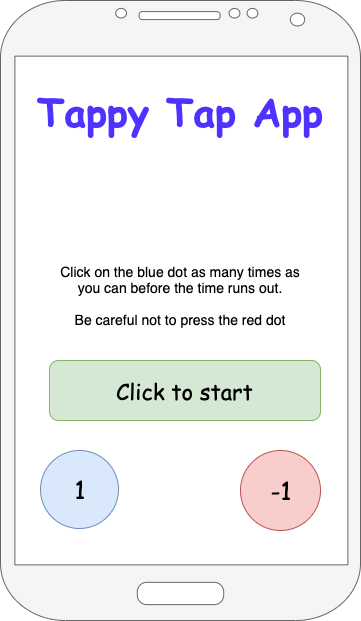 Tappy Tap App
Click on the blue dot as many times as
you can before the time runs out.
Be careful not to press the red dot
Click to start
1
-1